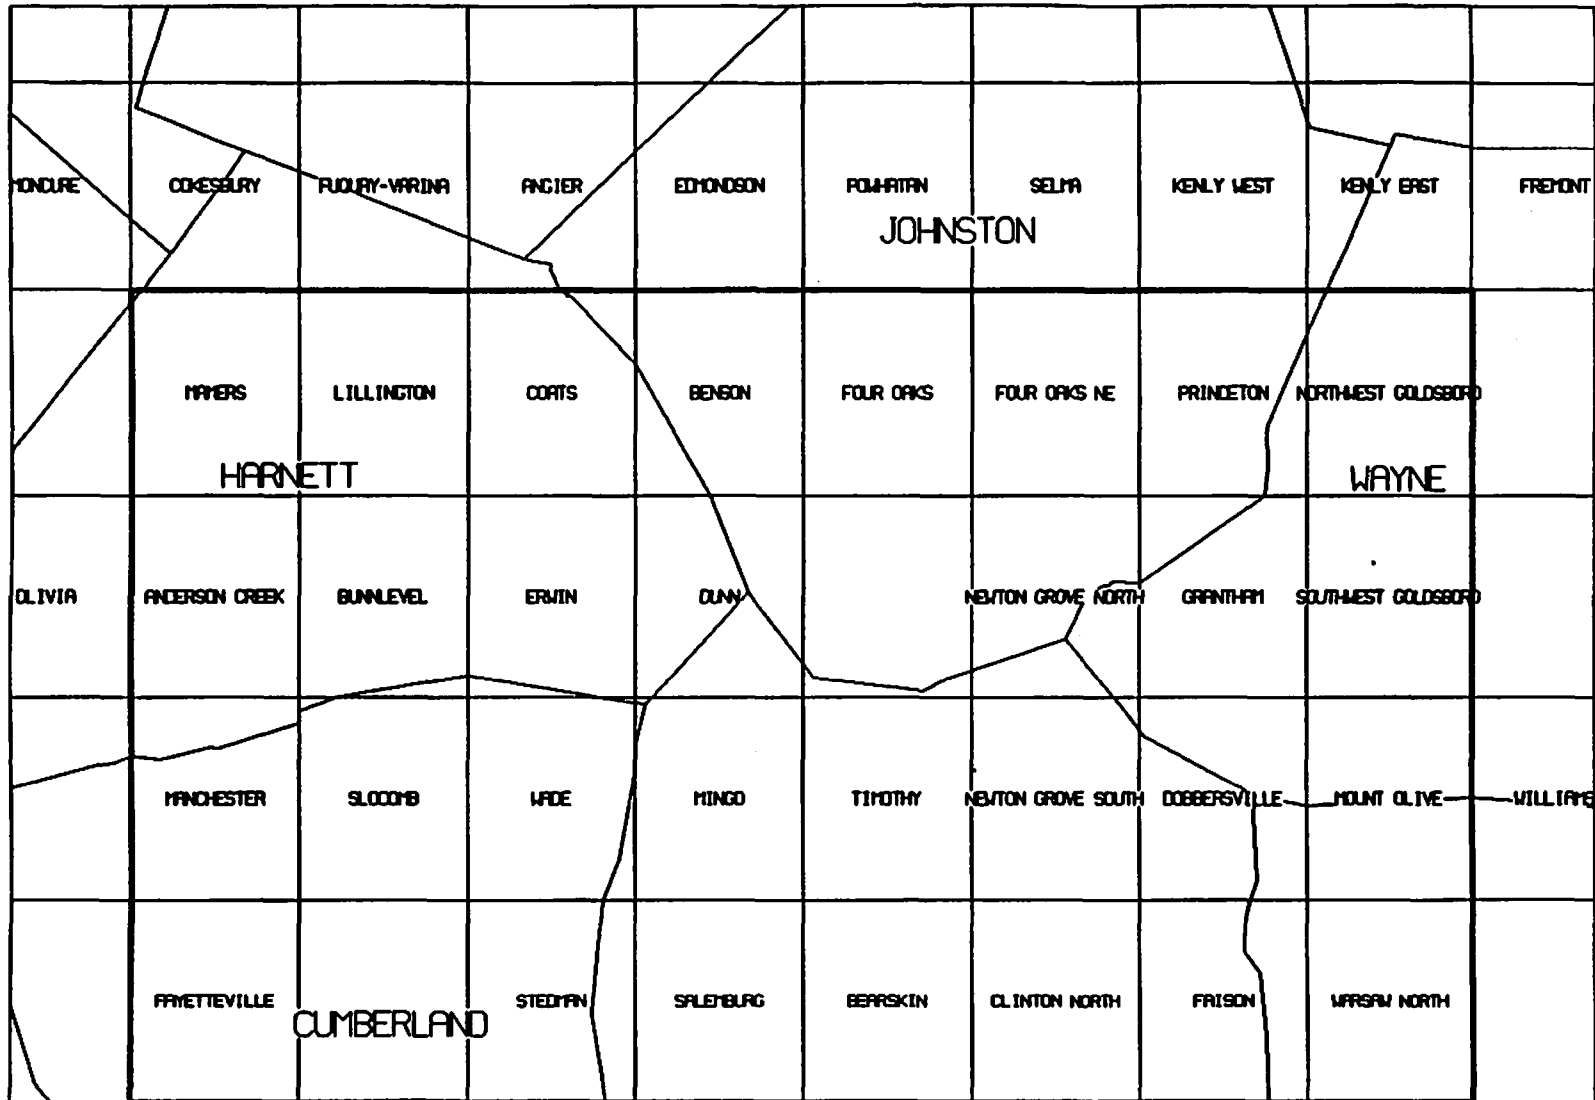 MONCURE COKESBURY FUQUAY-VARINA ANGIER EDMONDSON POWHATAN SELMA KENLY WEST KENLY EAST FREMONT
JOHNSTON
MAMERS LILLINGTON COATS BENSON FOUR OAKS FOUR OAKS NE PRINCETON NORTHWEST GOLDSBORO
HARNETT WAYNE
OLIVIA ANDERSON CREEK BUNNLEVEL ERWIN DUNN NEWTON GROVE NORTH GRANTHAM SOUTHWEST GOLDSBORO
MANCHESTER SLOCOMB WADE MINGO TIMOTHY NEWTON GROVE SOUTH DOBBERSVILLE MOUNT OLIVE WILLIAMS
FAYETTEVILLE STEDMAN SALEMBURG BEARSKIN CLINTON NORTH FAISON WARSAW NORTH
CUMBERLAND